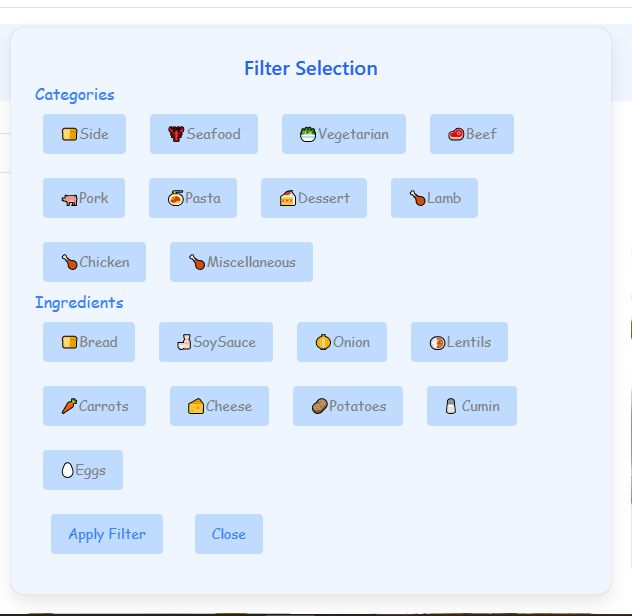 Filter Selection
Categories
Side Seafood Vegetarian Beef
Pork Pasta Dessert Lamb
Chicken Miscellaneous
Ingredients
Bread SoySauce Onion Lentils
Carrots Cheese Potatoes Cumin
Eggs
Apply Filter Close